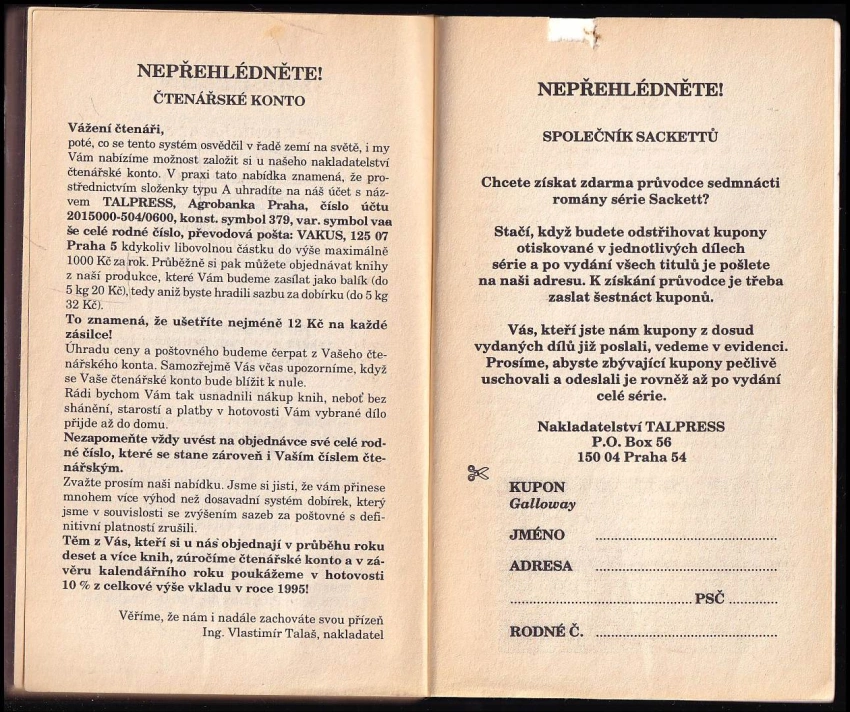 NEPŘEHLÉDNĚTE!
ČTENÁŘSKÉ KONTO
Vážení čtenáři,
poté, co se tento systém osvědčil v řadě zemí na světě, i my
Vám nabízíme možnost založit si u našeho nakladatelství
čtenářské konto. V praxi tato nabídka znamená, že pro-
střednictvím složenky typu A uhradíte na náš účet s náz-
vem TALPRESS, Agrobanka Praha, číslo účtu
2015000-504/0600, konst. symbol 379, var. symbol vaa
še celé rodné číslo, převodová pošta: VAKUS, 125 07
Praha 5 kdykoliv libovolnou částku do výše maximálně
1000 Kč za rok. Průběžně si pak můžete objednávat knihy
z naší produkce, které Vám budeme zasílat jako balík (do
5 kg 20 Kč), tedy aniž byste hradili sazbu za dobírku (do 5 kg
32 Kč).
To znamená, že ušetříte nejméně 12 Kč na každé
zásilce!
Úhradu ceny a poštovného budeme čerpat z Vašeho čte-
nářského konta. Samozřejmě Vás včas upozorníme, když
se Vaše čtenářské konto bude blížit k nule.
Rádi bychom Vám tak usnadnili nákup knih, neboť bez
shánění, starostí a platby v hotovosti Vám vybrané dílo
přijde až do domu.
Nezapomeňte vždy uvést na objednávce své celé rod-
né číslo, které se stane zároveň i Vaším číslem čte-
nářským.
Zvažte prosím naši nabídku. Jsme si jisti, že vám přinese
mnohem více výhod než dosavadní systém dobírek, který
jsme v souvislosti se zvýšením sazeb za poštovné s defi-
nitivní platností zrušili.
Těm z Vás, kteří si u nás objednají v průběhu roku
deset a více knih, zúročíme čtenářské konto a v zá-
věru kalendářního roku poukážeme v hotovosti
10 % z celkové výše vkladu v roce 1995!
Věříme, že nám i nadále zachováte svou přízeň
Ing. Vlastimír Talaš, nakladatel
NEPŘEHLÉDNĚTE!
SPOLEČNÍK SACKETTŮ
Chcete získat zdarma průvodce sedmnácti
romány série Sackett?
Stačí, když budete odstřihovat kupony
otiskované v jednotlivých dílech
série a po vydání všech titulů je pošlete
na naši adresu. K získání průvodce je třeba
zaslat šestnáct kuponů.
Vás, kteří jste nám kupony z dosud
vydaných dílů již poslali, vedeme v evidenci.
Prosíme, abyste zbývající kupony pečlivě
uschovali a odeslali je rovněž až po vydání
celé série.
Nakladatelství TALPRESS
P.O. Box 56
150 04 Praha 54
KUPON
Galloway
JMÉNO ........................................
ADRESA ........................................
........................................ PSČ ............
RODNÉ Č. ........................................